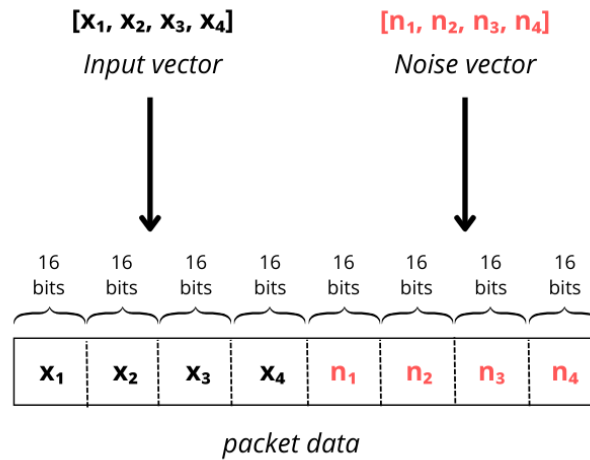 [x₁, x₂, x₃, x₄] [n₁, n₂, n₃, n₄]
Input vector Noise vector
16 16 16 16 16 16 16 16
bits bits bits bits bits bits bits bits
x₁ x₂ x₃ x₄ n₁ n₂ n₃ n₄
packet data